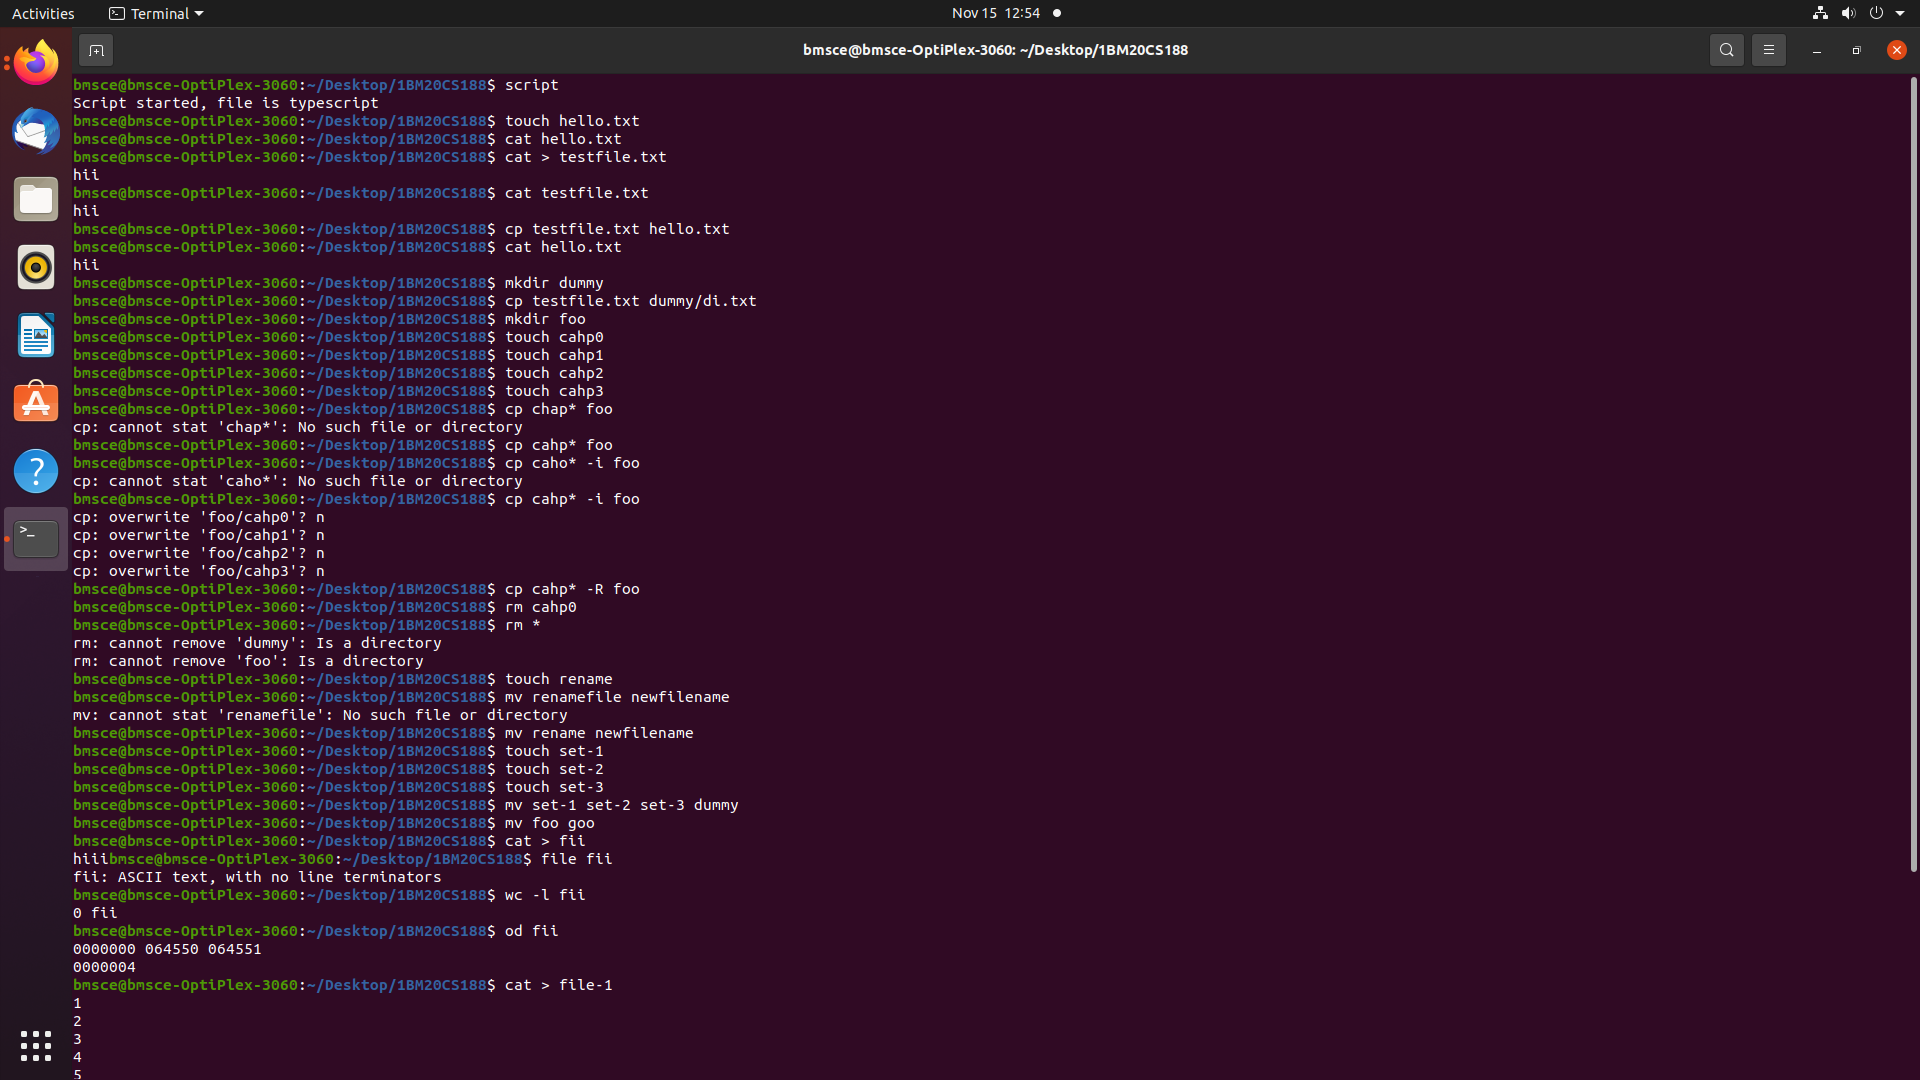 Activities Terminal Nov 15 12:54
bmsce@bmsce-OptiPlex-3060: ~/Desktop/1BM20CS188
bmsce@bmsce-OptiPlex-3060:~/Desktop/1BM20CS188$ script
Script started, file is typescript
bmsce@bmsce-OptiPlex-3060:~/Desktop/1BM20CS188$ touch hello.txt
bmsce@bmsce-OptiPlex-3060:~/Desktop/1BM20CS188$ cat hello.txt
bmsce@bmsce-OptiPlex-3060:~/Desktop/1BM20CS188$ cat > testfile.txt
hii
bmsce@bmsce-OptiPlex-3060:~/Desktop/1BM20CS188$ cat testfile.txt
hii
bmsce@bmsce-OptiPlex-3060:~/Desktop/1BM20CS188$ cp testfile.txt hello.txt
bmsce@bmsce-OptiPlex-3060:~/Desktop/1BM20CS188$ cat hello.txt
hii
bmsce@bmsce-OptiPlex-3060:~/Desktop/1BM20CS188$ mkdir dummy
bmsce@bmsce-OptiPlex-3060:~/Desktop/1BM20CS188$ cp testfile.txt dummy/di.txt
bmsce@bmsce-OptiPlex-3060:~/Desktop/1BM20CS188$ mkdir foo
bmsce@bmsce-OptiPlex-3060:~/Desktop/1BM20CS188$ touch cahp0
bmsce@bmsce-OptiPlex-3060:~/Desktop/1BM20CS188$ touch cahp1
bmsce@bmsce-OptiPlex-3060:~/Desktop/1BM20CS188$ touch cahp2
bmsce@bmsce-OptiPlex-3060:~/Desktop/1BM20CS188$ touch cahp3
bmsce@bmsce-OptiPlex-3060:~/Desktop/1BM20CS188$ cp chap* foo
cp: cannot stat 'chap*': No such file or directory
bmsce@bmsce-OptiPlex-3060:~/Desktop/1BM20CS188$ cp cahp* foo
bmsce@bmsce-OptiPlex-3060:~/Desktop/1BM20CS188$ cp caho* -i foo
cp: cannot stat 'caho*': No such file or directory
bmsce@bmsce-OptiPlex-3060:~/Desktop/1BM20CS188$ cp cahp* -i foo
cp: overwrite 'foo/cahp0'? n
cp: overwrite 'foo/cahp1'? n
cp: overwrite 'foo/cahp2'? n
cp: overwrite 'foo/cahp3'? n
bmsce@bmsce-OptiPlex-3060:~/Desktop/1BM20CS188$ cp cahp* -R foo
bmsce@bmsce-OptiPlex-3060:~/Desktop/1BM20CS188$ rm cahp0
bmsce@bmsce-OptiPlex-3060:~/Desktop/1BM20CS188$ rm *
rm: cannot remove 'dummy': Is a directory
rm: cannot remove 'foo': Is a directory
bmsce@bmsce-OptiPlex-3060:~/Desktop/1BM20CS188$ touch rename
bmsce@bmsce-OptiPlex-3060:~/Desktop/1BM20CS188$ mv renamefile newfilename
mv: cannot stat 'renamefile': No such file or directory
bmsce@bmsce-OptiPlex-3060:~/Desktop/1BM20CS188$ mv rename newfilename
bmsce@bmsce-OptiPlex-3060:~/Desktop/1BM20CS188$ touch set-1
bmsce@bmsce-OptiPlex-3060:~/Desktop/1BM20CS188$ touch set-2
bmsce@bmsce-OptiPlex-3060:~/Desktop/1BM20CS188$ touch set-3
bmsce@bmsce-OptiPlex-3060:~/Desktop/1BM20CS188$ mv set-1 set-2 set-3 dummy
bmsce@bmsce-OptiPlex-3060:~/Desktop/1BM20CS188$ mv foo goo
bmsce@bmsce-OptiPlex-3060:~/Desktop/1BM20CS188$ cat > fii
hiiibmsce@bmsce-OptiPlex-3060:~/Desktop/1BM20CS188$ file fii
fii: ASCII text, with no line terminators
bmsce@bmsce-OptiPlex-3060:~/Desktop/1BM20CS188$ wc -l fii
0 fii
bmsce@bmsce-OptiPlex-3060:~/Desktop/1BM20CS188$ od fii
0000000 064550 064551
0000004
bmsce@bmsce-OptiPlex-3060:~/Desktop/1BM20CS188$ cat > file-1
1
2
3
4
5